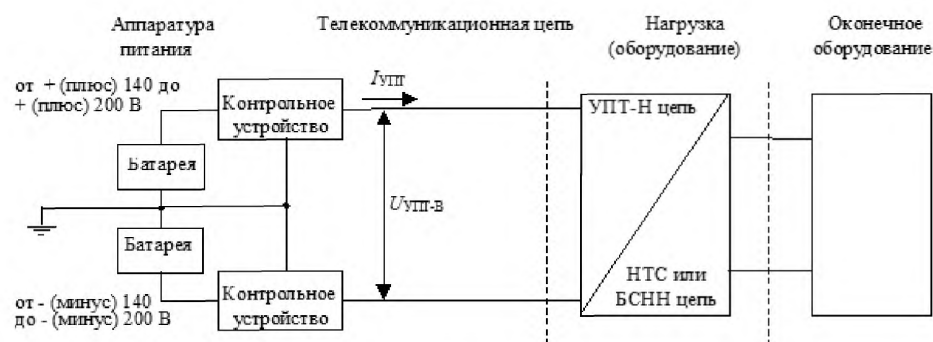 Аппаратура
питания
Телекоммуникационная цепь
Нагрузка
(оборудование)
Оконечное
оборудование
от + (плюс) 140 до
+ (плюс) 200 В
Контрольное
устройство
IУПТ
УПТ-Н цепь
Батарея
UУПТ-В
Батарея
НТС или
БСНН цепь
от - (минус) 140
до - (минус) 200 В
Контрольное
устройство